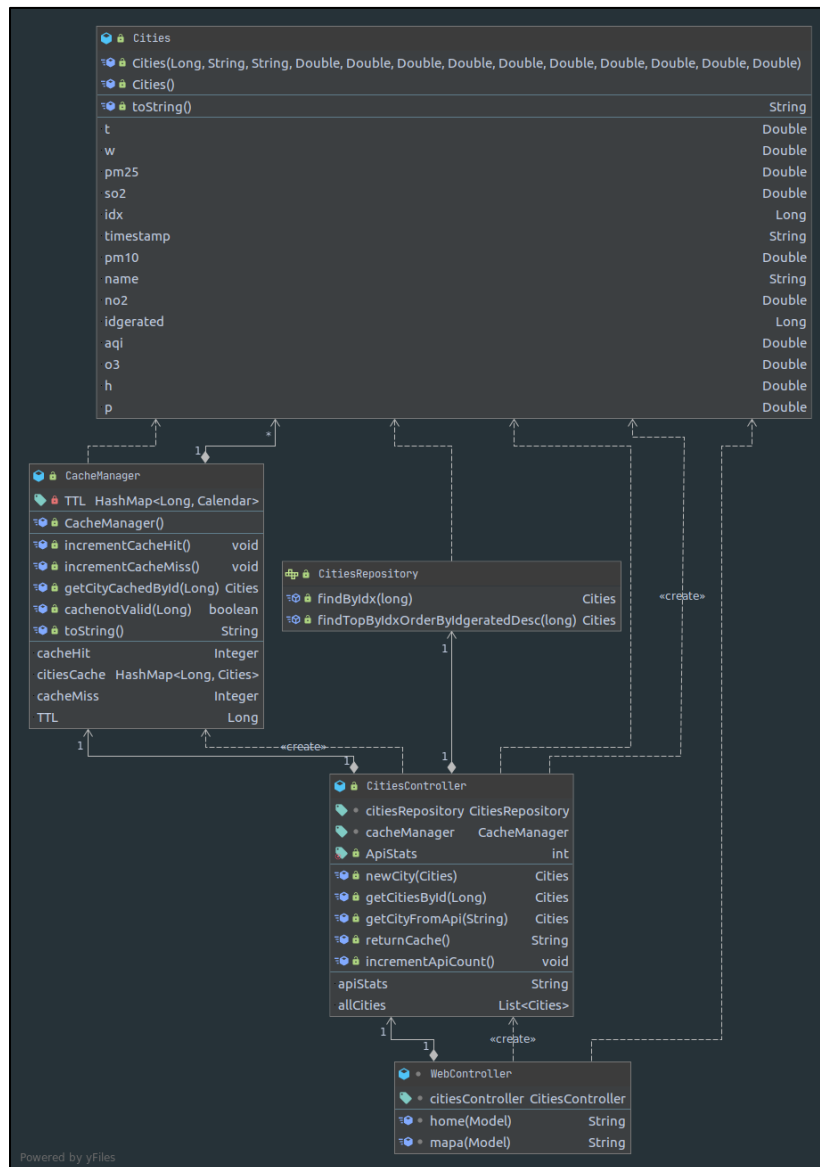 Cities
Cities(Long, String, String, Double, Double, Double, Double, Double, Double, Double, Double, Double, Double)
Cities()
toString() String
t Double
w Double
pm25 Double
so2 Double
idx Long
timestamp String
pm10 Double
name String
no2 Double
idgerated Long
aqi Double
o3 Double
h Double
p Double
1 *
CacheManager
TTL HashMap<Long, Calendar>
CacheManager()
incrementCacheHit() void
incrementCacheMiss() void
getCityCachedById(Long) Cities
cachenotValid(Long) boolean
toString() String
cacheHit Integer
citiesCache HashMap<Long, Cities>
cacheMiss Integer
TTL Long
CitiesRepository
findByIdx(long) Cities
findTopByIdxOrderByIdgeratedDesc(long) Cities
«create»
1
1
«create»
1 1
CitiesController
citiesRepository CitiesRepository
cacheManager CacheManager
ApiStats int
newCity(Cities) Cities
getCitiesById(Long) Cities
getCityFromApi(String) Cities
returnCache() String
incrementApiCount() void
apiStats String
allCities List<Cities>
1
«create»
1
WebController
citiesController CitiesController
home(Model) String
mapa(Model) String
Powered by yFiles